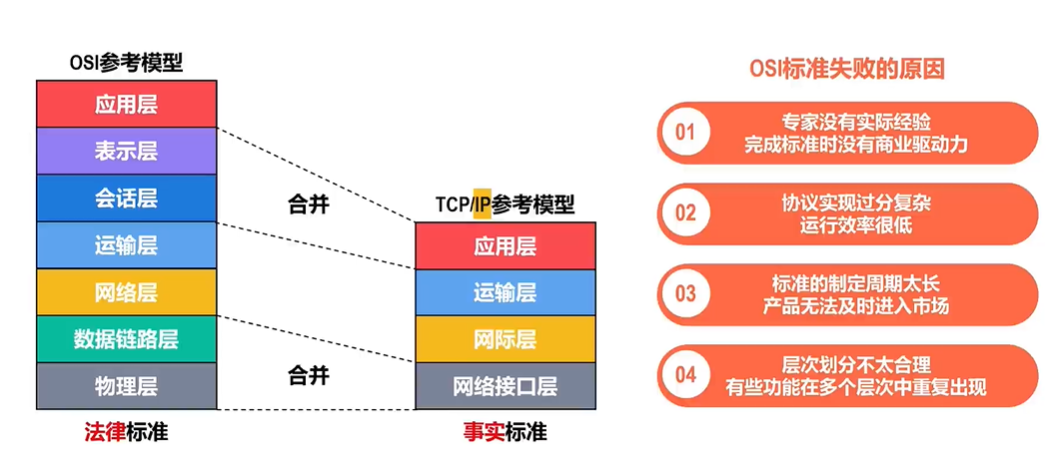 OSI参考模型
应用层
表示层
会话层
运输层
网络层
数据链路层
物理层
法律标准
合并
合并
TCP/IP参考模型
应用层
运输层
网际层
网络接口层
事实标准
OSI标准失败的原因
01
专家没有实际经验
完成标准时没有商业驱动力
02
协议实现过分复杂
运行效率很低
03
标准的制定周期太长
产品无法及时进入市场
04
层次划分不太合理
有些功能在多个层次中重复出现